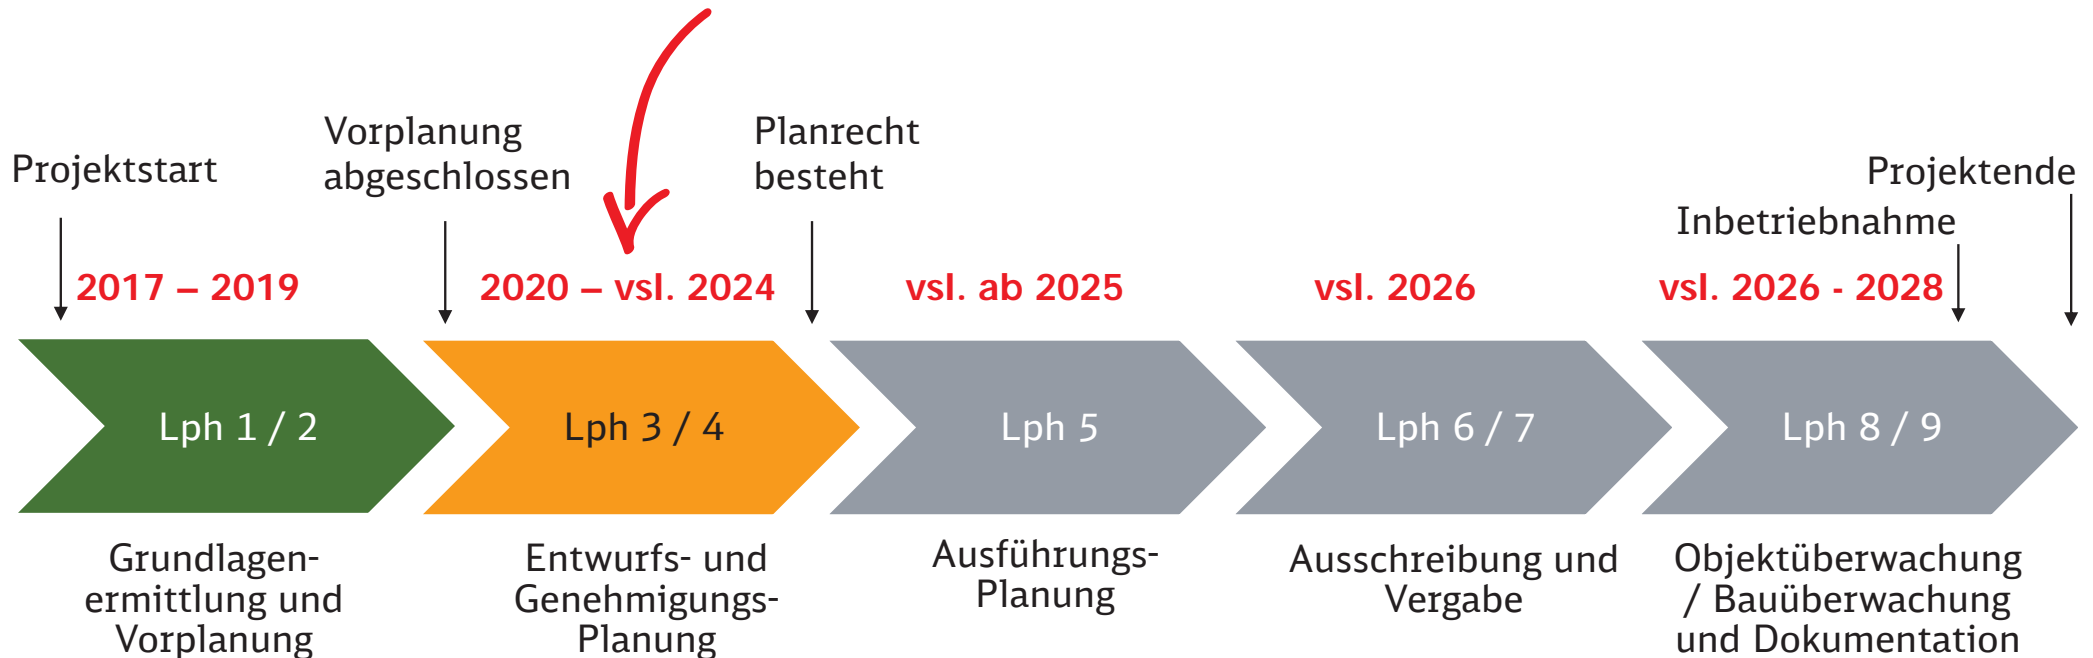 Projektstart
Vorplanung
abgeschlossen
Planrecht
besteht
Projektende
Inbetriebnahme
2017 – 2019
2020 – vsl. 2024
vsl. ab 2025
vsl. 2026
vsl. 2026 - 2028
Lph 1 / 2
Lph 3 / 4
Lph 5
Lph 6 / 7
Lph 8 / 9
Grundlagen-
ermittlung und
Vorplanung
Entwurfs- und
Genehmigungs-
Planung
Ausführungs-
Planung
Ausschreibung und
Vergabe
Objektüberwachung
/ Bauüberwachung
und Dokumentation